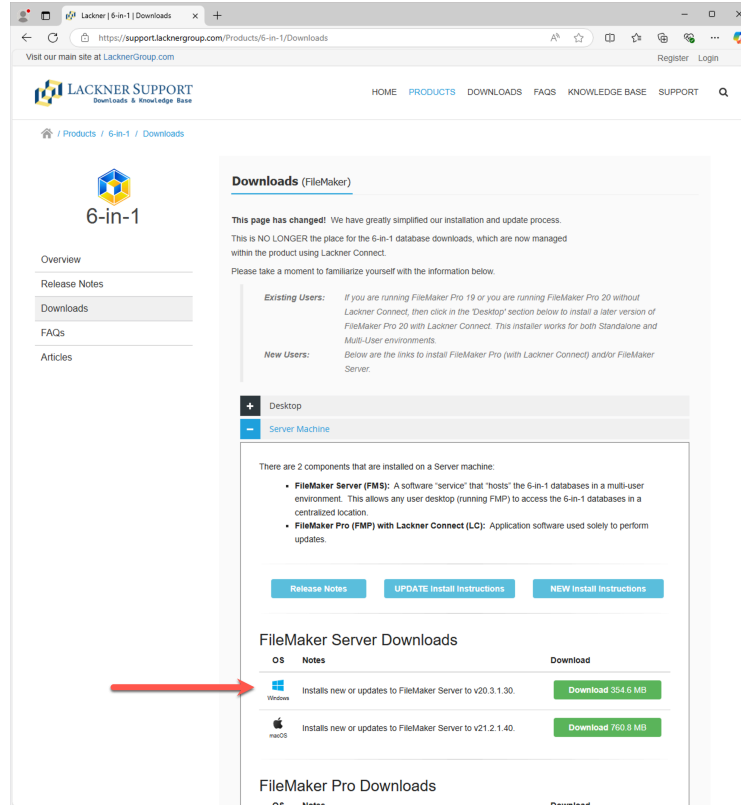 Lackner | 6-in-1 | Downloads
https://support.lacknergroup.com/Products/6-in-1/Downloads
Visit our main site at LacknerGroup.com
Register Login
LACKNER SUPPORT
Downloads & Knowledge Base
HOME PRODUCTS DOWNLOADS FAQS KNOWLEDGE BASE SUPPORT
/ Products / 6-in-1 / Downloads
6-in-1
Overview
Release Notes
Downloads
FAQs
Articles
Downloads (FileMaker)
This page has changed! We have greatly simplified our installation and update process.
This is NO LONGER the place for the 6-in-1 database downloads, which are now managed
within the product using Lackner Connect.
Please take a moment to familiarize yourself with the information below.
Existing Users: If you are running FileMaker Pro 19 or you are running FileMaker Pro 20 without
Lackner Connect, then click in the 'Desktop' section below to install a later version of
FileMaker Pro 20 with Lackner Connect. This installer works for both Standalone and
Multi-User environments.
New Users: Below are the links to install FileMaker Pro (with Lackner Connect) and/or FileMaker
Server.
+ Desktop
− Server Machine
There are 2 components that are installed on a Server machine:
• FileMaker Server (FMS): A software "service" that "hosts" the 6-in-1 databases in a multi-user
environment. This allows any user desktop (running FMP) to access the 6-in-1 databases in a
centralized location.
• FileMaker Pro (FMP) with Lackner Connect (LC): Application software used solely to perform
updates.
Release Notes
UPDATE Install Instructions
NEW Install Instructions
FileMaker Server Downloads
OS Notes Download
Windows Installs new or updates to FileMaker Server to v20.3.1.30. Download 354.6 MB
macOS Installs new or updates to FileMaker Server to v21.2.1.40. Download 760.8 MB
FileMaker Pro Downloads
OS Notes Download